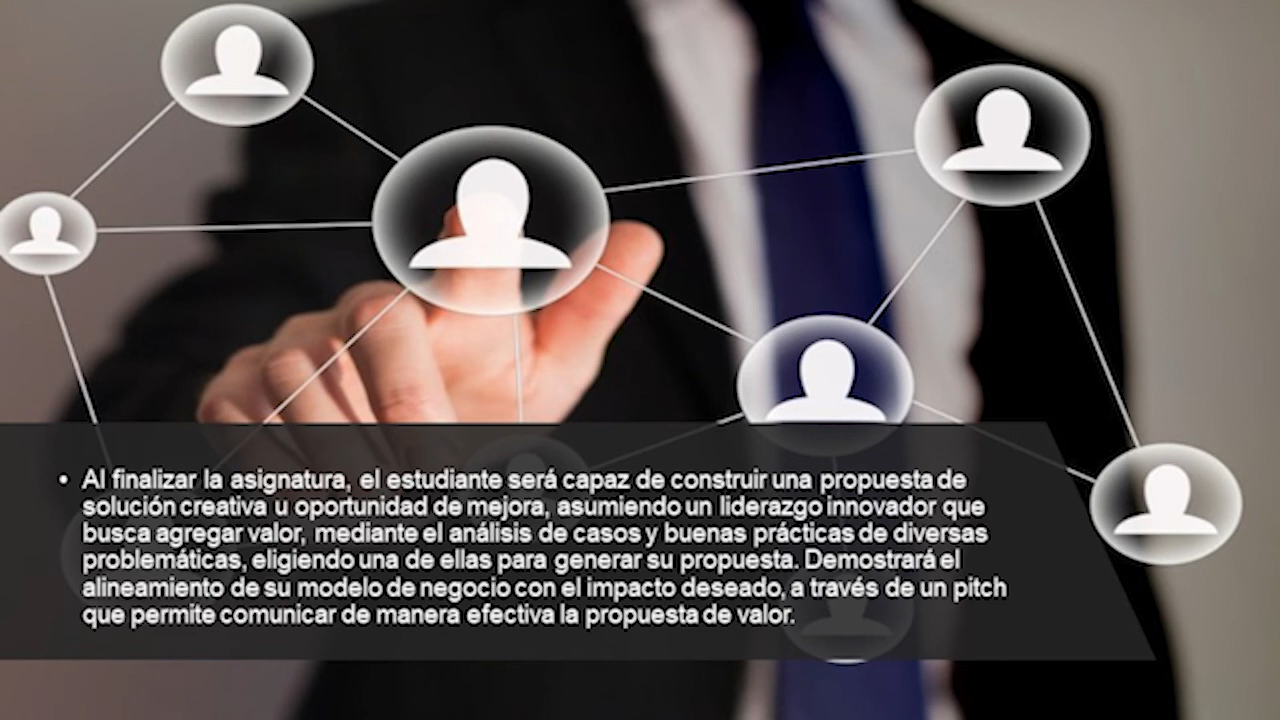 • Al finalizar la asignatura, el estudiante será capaz de construir una propuesta de
solución creativa u oportunidad de mejora, asumiendo un liderazgo innovador que
busca agregar valor, mediante el análisis de casos y buenas prácticas de diversas
problemáticas, eligiendo una de ellas para generar su propuesta. Demostrará el
alineamiento de su modelo de negocio con el impacto deseado, a través de un pitch
que permite comunicar de manera efectiva la propuesta de valor.